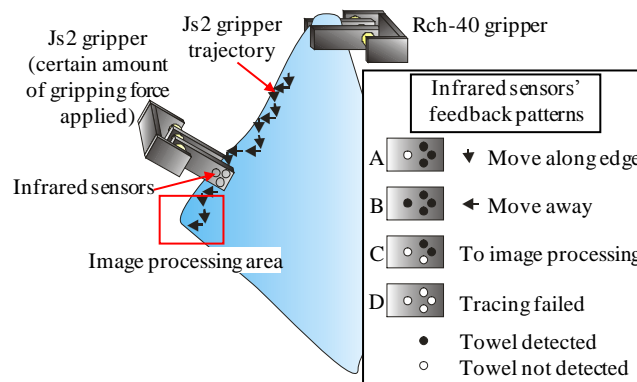 Js2 gripper
(certain amount
of gripping force
applied)
Js2 gripper
trajectory
Rch-40 gripper
Infrared sensors
Image processing area
Infrared sensors'
feedback patterns
A Move along edge
B Move away
C To image processing
D Tracing failed
Towel detected
Towel not detected